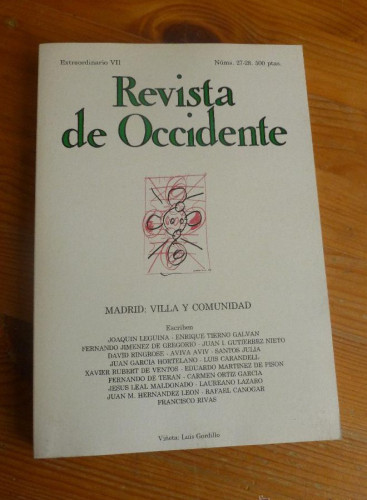 Extraordinario VII Núms. 27-28. 500 ptas.
Revista
de Occidente
MADRID: VILLA Y COMUNIDAD
Escriben
JOAQUIN LEGUINA · ENRIQUE TIERNO GALVAN
FERNANDO JIMENEZ DE GREGORIO · JUAN I. GUTIERREZ NIETO
DAVID RINGROSE · AVIVA AVIV · SANTOS JULIA
JUAN GARCIA HORTELANO · LUIS CARANDELL
XAVIER RUBERT DE VENTOS · EDUARDO MARTINEZ DE PISON
FERNANDO DE TERAN · CARMEN ORTIZ GARCIA
JESUS LEAL MALDONADO · LAUREANO LAZARO
JUAN M. HERNANDEZ LEON · RAFAEL CANOGAR
FRANCISCO RIVAS
Viñeta: Luis Gordillo